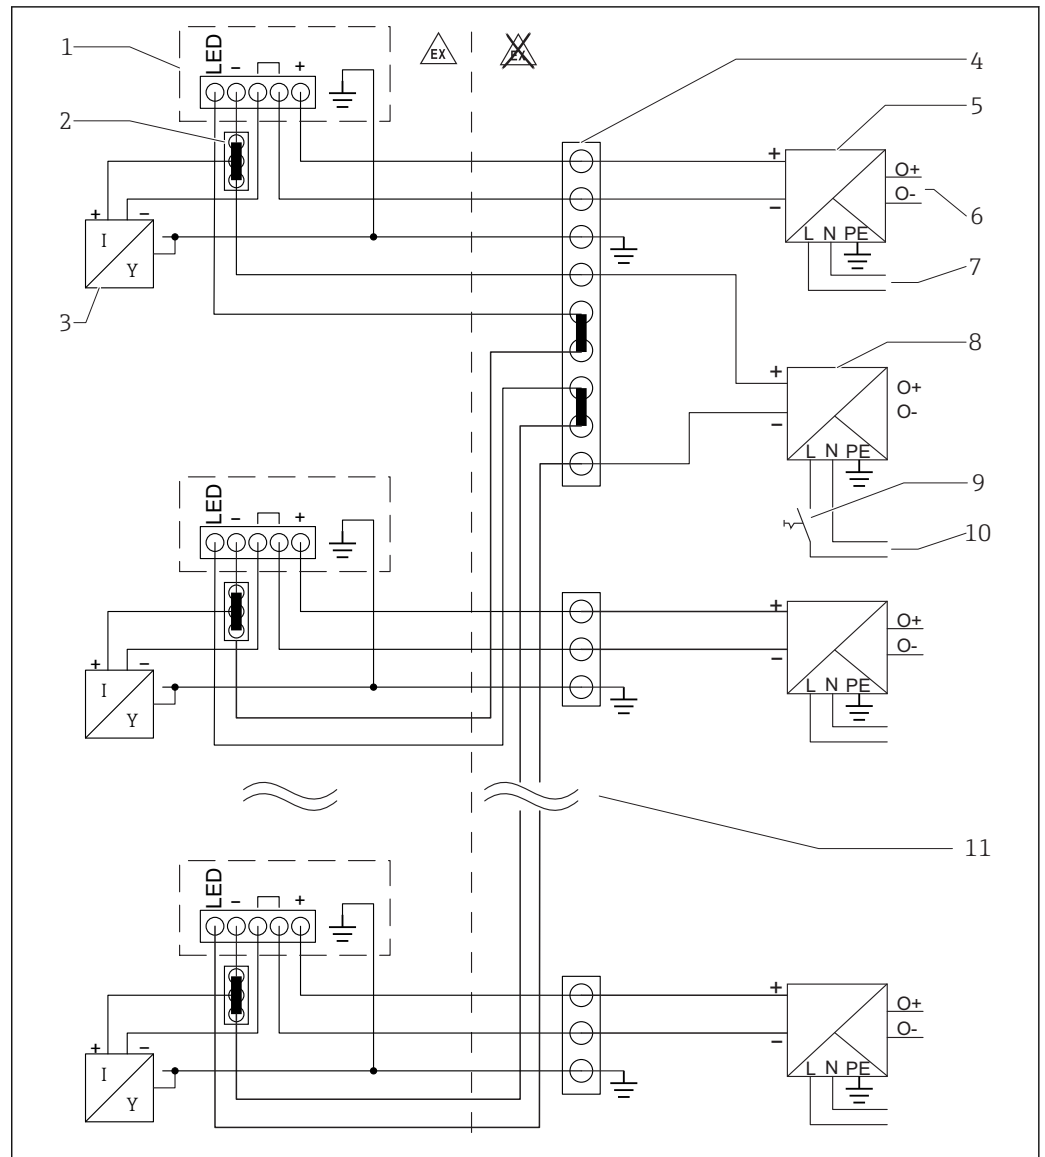 1
LED
– +
EX
EX
4
2
5
+
O+
–
O-
6
+ –
I
Y
L N PE
7
3
8
+
O+
–
O-
L N PE
9
10
LED
– +
+ –
I
Y
+
O+
–
O-
L N PE
11
LED
– +
+ –
I
Y
+
O+
–
O-
L N PE